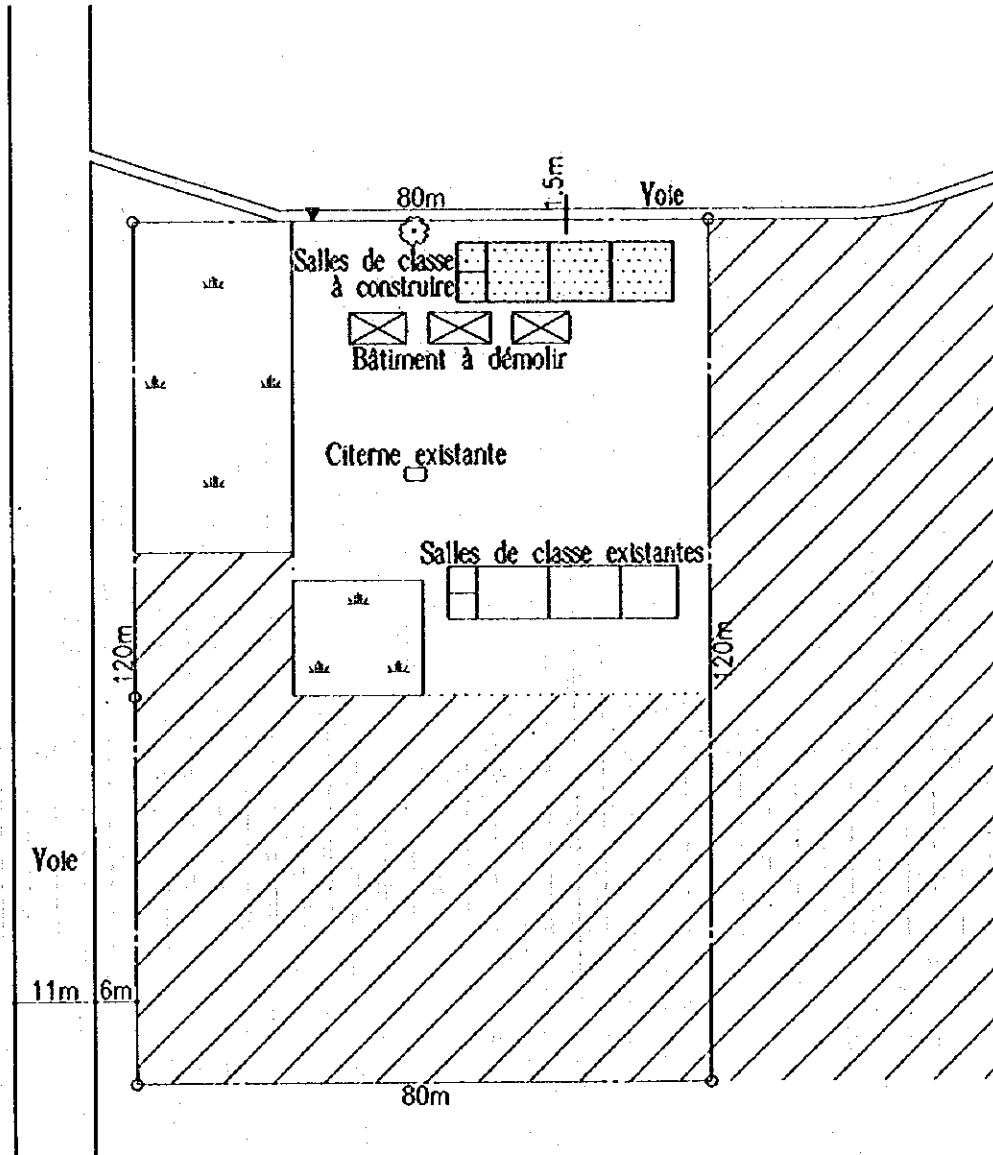 80m
1.5m
Voie
Salles de classe
à construire
Bâtiment à démolir
Citerne existante
Salles de classe existantes
120m
120m
Voie
11m
6m
80m